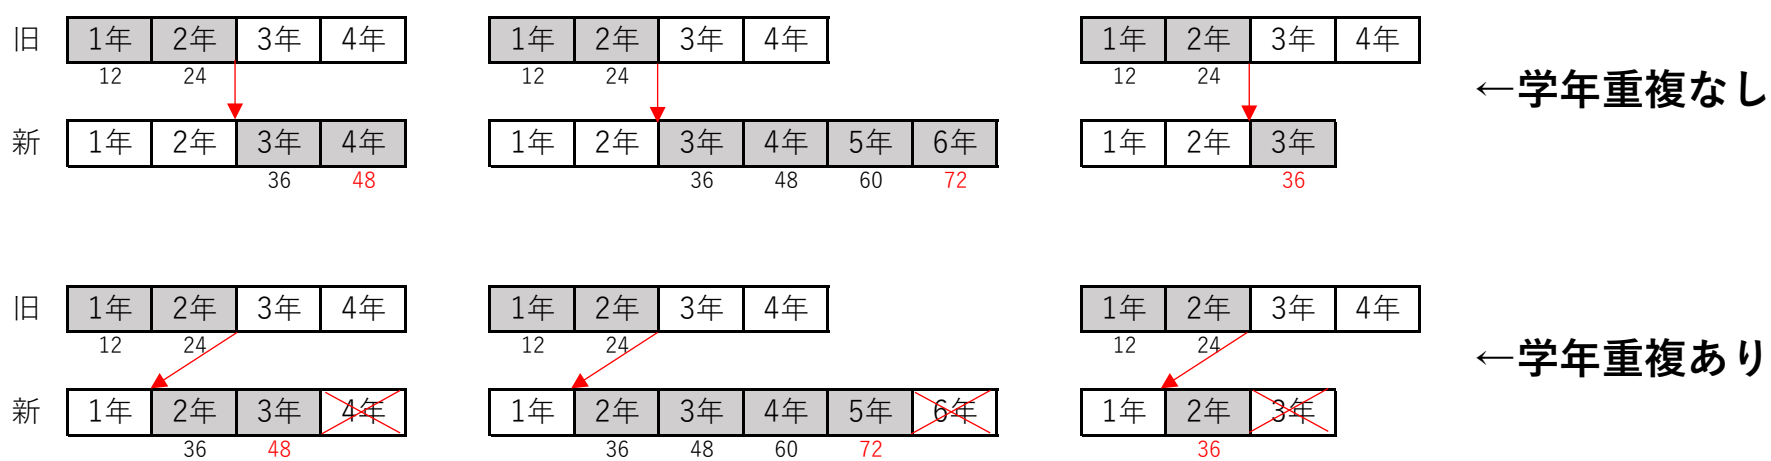 旧 1年 2年 3年 4年 1年 2年 3年 4年 1年 2年 3年 4年
12 24 12 24 12 24
←学年重複なし
新 1年 2年 3年 4年 1年 2年 3年 4年 5年 6年 1年 2年 3年
36 48 36 48 60 72 36
旧 1年 2年 3年 4年 1年 2年 3年 4年 1年 2年 3年 4年
12 24 12 24 12 24
←学年重複あり
新 1年 2年 3年 4年 1年 2年 3年 4年 5年 6年 1年 2年 3年
36 48 36 48 60 72 36